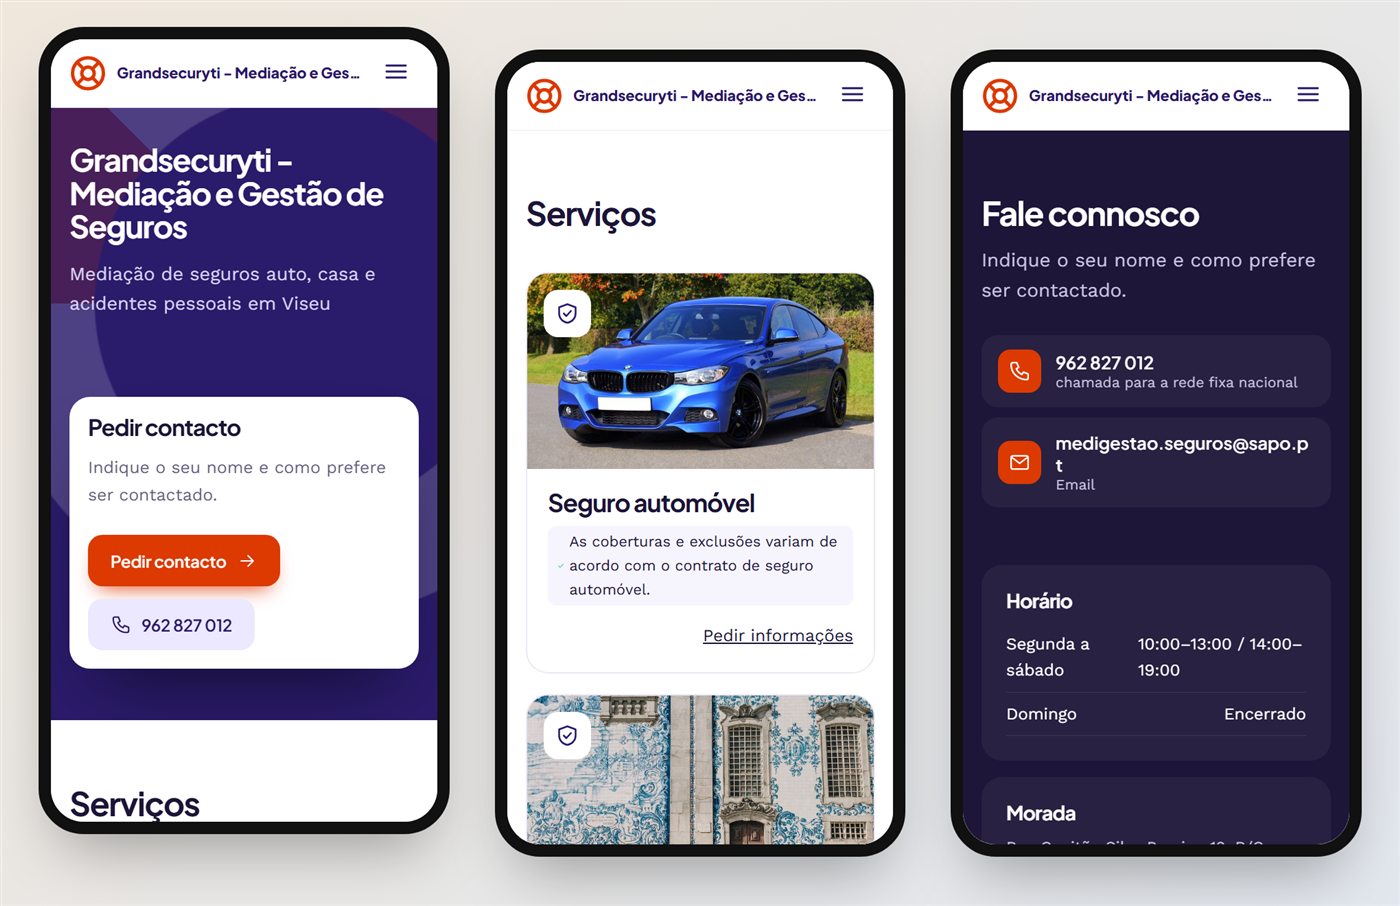 Grandsecuryti – Mediação e Ges...
Grandsecuryti –
Mediação e Gestão de
Seguros
Mediação de seguros auto, casa e
acidentes pessoais em Viseu
Pedir contacto
Indique o seu nome e como prefere
ser contactado.
Pedir contacto
962 827 012
Serviços
Grandsecuryti – Mediação e Ges...
Serviços
Seguro automóvel
As coberturas e exclusões variam de
acordo com o contrato de seguro
automóvel.
Pedir informações
Grandsecuryti – Mediação e Ges...
Fale connosco
Indique o seu nome e como prefere
ser contactado.
962 827 012
chamada para a rede fixa nacional
medigestao.seguros@sapo.p
t
Email
Horário
Segunda a
sábado
10:00–13:00 / 14:00–
19:00
Domingo
Encerrado
Morada